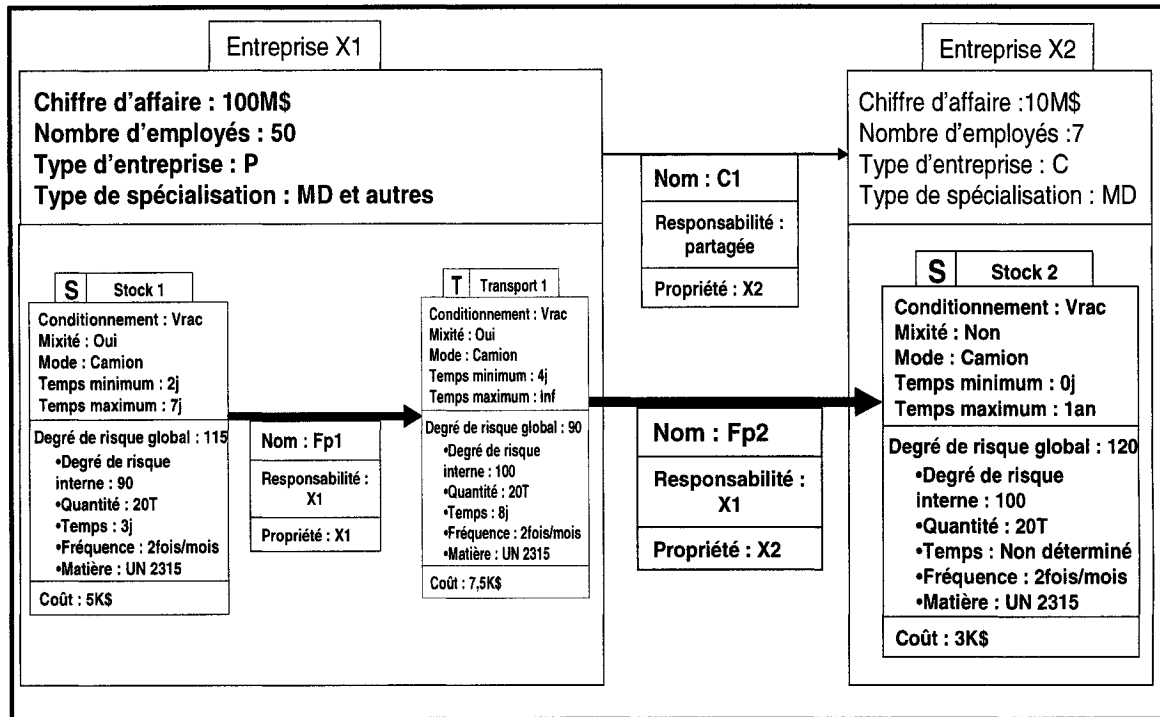 Entreprise X1
Chiffre d'affaire : 100M$
Nombre d'employés : 50
Type d'entreprise : P
Type de spécialisation : MD et autres
Entreprise X2
Chiffre d'affaire :10M$
Nombre d'employés :7
Type d'entreprise : C
Type de spécialisation : MD
Nom : C1
Responsabilité :
partagée
Propriété : X2
S Stock 1
Conditionnement : Vrac
Mixité : Oui
Mode : Camion
Temps minimum : 2j
Temps maximum : 7j
Degré de risque global : 115
•Degré de risque
interne : 90
•Quantité : 20T
•Temps : 3j
•Fréquence : 2fois/mois
•Matière : UN 2315
Coût : 5K$
Nom : Fp1
Responsabilité :
X1
Propriété : X1
T Transport 1
Conditionnement : Vrac
Mixité : Oui
Mode : Camion
Temps minimum : 4j
Temps maximum : inf
Degré de risque global : 90
•Degré de risque
interne : 100
•Quantité : 20T
•Temps : 8j
•Fréquence : 2fois/mois
•Matière : UN 2315
Coût : 7,5K$
Nom : Fp2
Responsabilité :
X1
Propriété : X2
S Stock 2
Conditionnement : Vrac
Mixité : Non
Mode : Camion
Temps minimum : 0j
Temps maximum : 1an
Degré de risque global : 120
•Degré de risque
interne : 100
•Quantité : 20T
•Temps : Non déterminé
•Fréquence : 2fois/mois
•Matière : UN 2315
Coût : 3K$